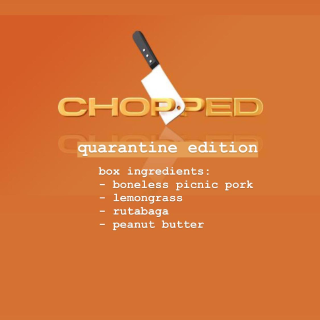 CHOPPED
quarantine edition
box ingredients:
- boneless picnic pork
- lemongrass
- rutabaga
- peanut butter